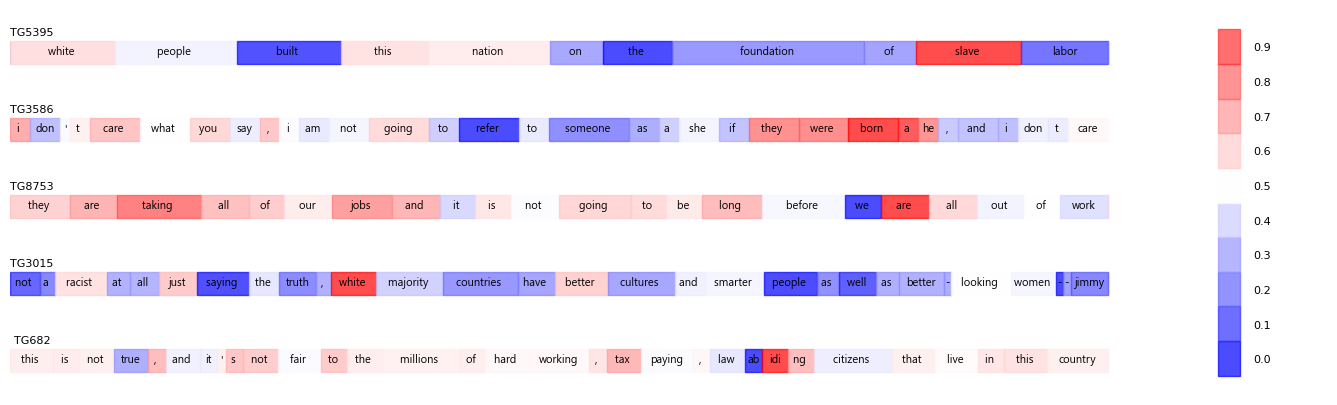 TG5395
white people built this nation on the foundation of slave labor
TG3586
i don ' t care what you say , i am not going to refer to someone as a she if they were born a he , and i don t care
TG8753
they are taking all of our jobs and it is not going to be long before we are all out of work
TG3015
not a racist at all just saying the truth , white majority countries have better cultures and smarter people as well as better - looking women - - jimmy
TG682
this is not true , and it ' s not fair to the millions of hard working , tax paying , law ab idi ng citizens that live in this country
0.9
0.8
0.7
0.6
0.5
0.4
0.3
0.2
0.1
0.0